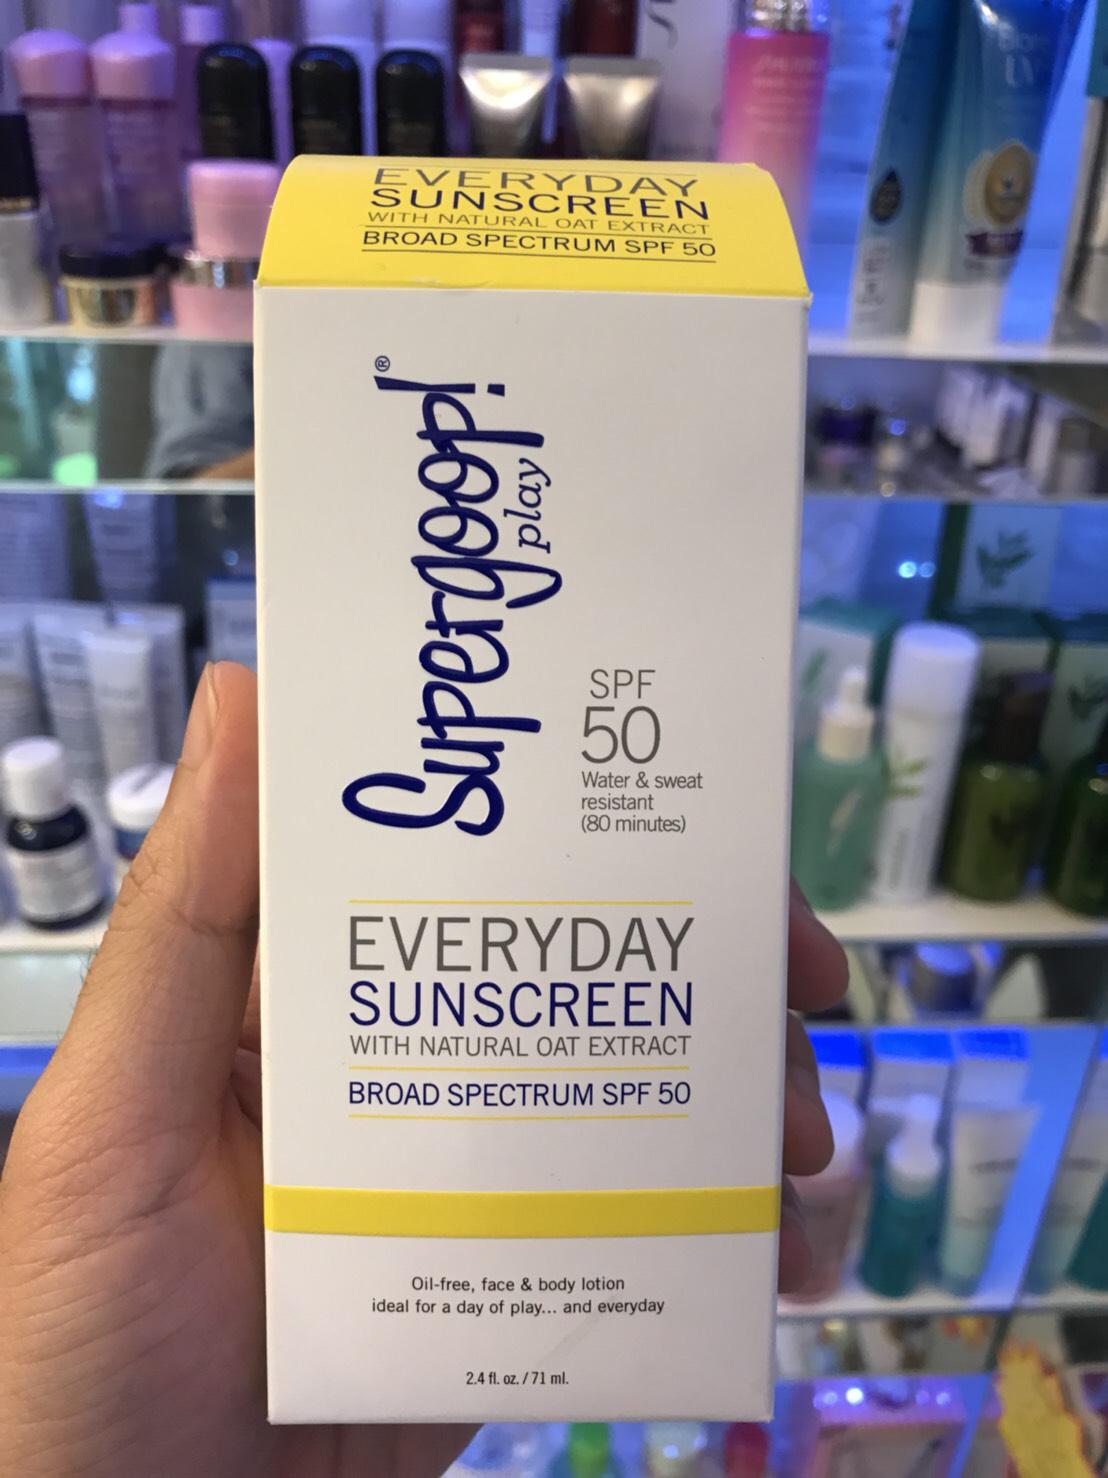 EVERYDAY
SUNSCREEN
WITH NATURAL OAT EXTRACT
BROAD SPECTRUM SPF 50
Supergoop!®
play
SPF
50
Water & sweat
resistant
(80 minutes)
EVERYDAY
SUNSCREEN
WITH NATURAL OAT EXTRACT
BROAD SPECTRUM SPF 50
Oil-free, face & body lotion
ideal for a day of play... and everyday
2.4 fl. oz. / 71 ml.